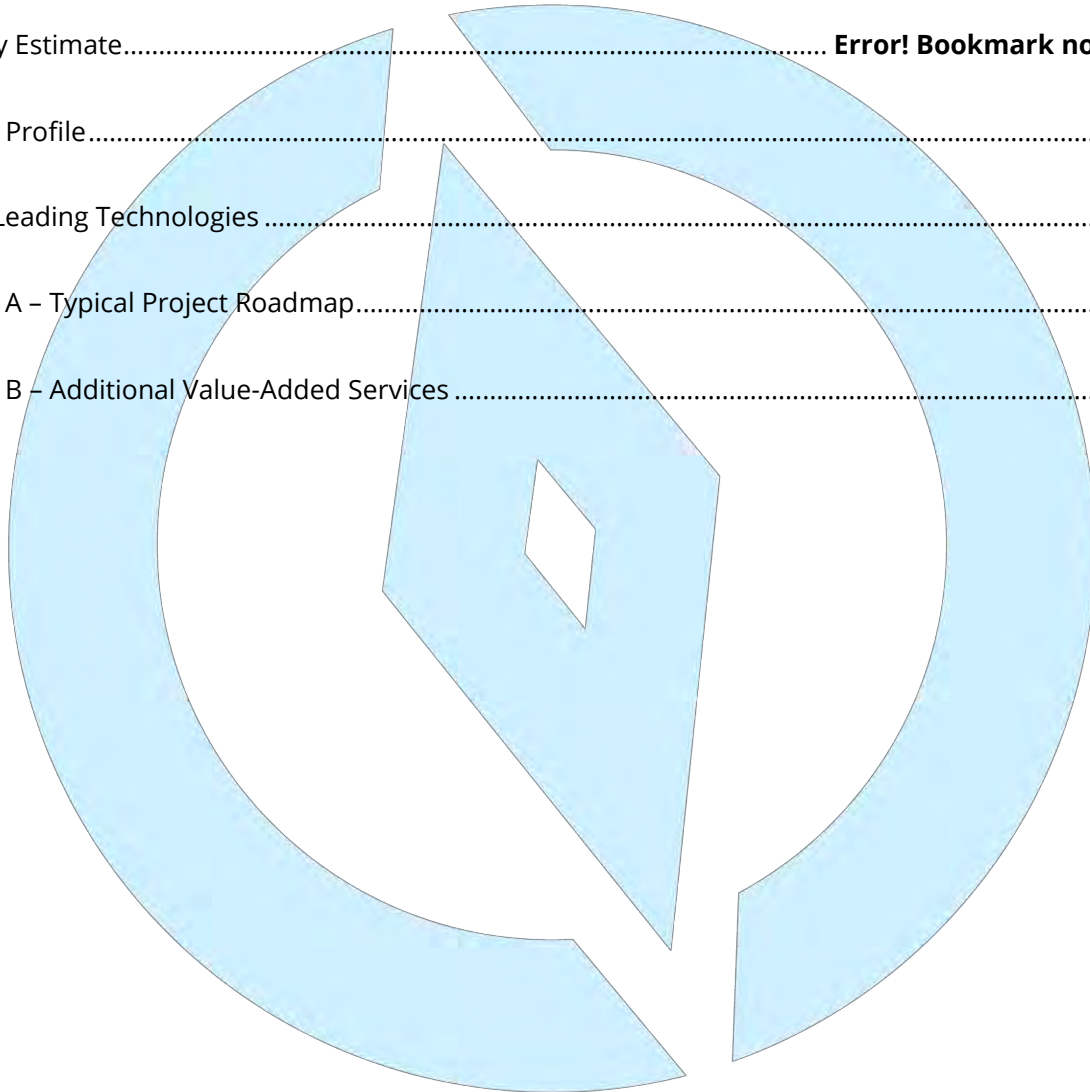 y Estimate.................................................................................................. Error! Bookmark no
Profile.............................................................................................................................................
Leading Technologies ....................................................................................................................
A – Typical Project Roadmap.......................................................................................................
B – Additional Value-Added Services .........................................................................................